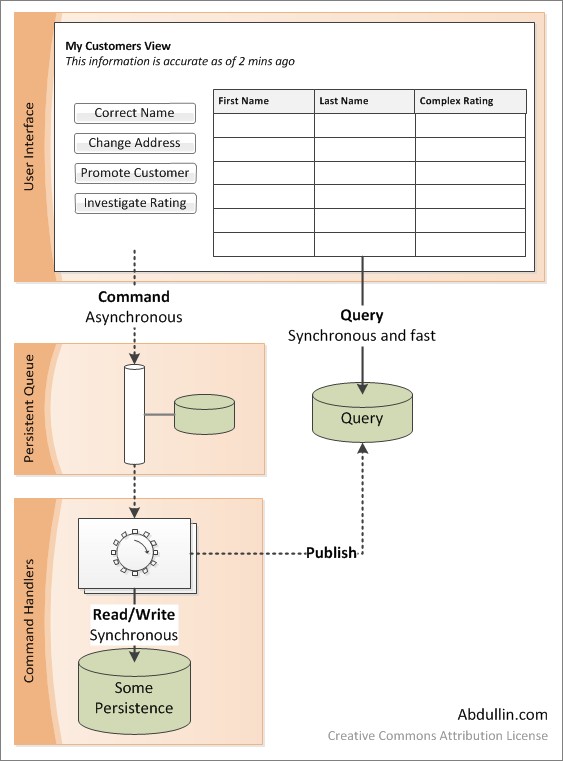 User Interface
My Customers View
This information is accurate as of 2 mins ago
Correct Name
Change Address
Promote Customer
Investigate Rating
First Name
Last Name
Complex Rating
Command
Asynchronous
Query
Synchronous and fast
Persistent Queue
Query
Command Handlers
Publish
Read/Write
Synchronous
Some
Persistence
Abdullin.com
Creative Commons Attribution License